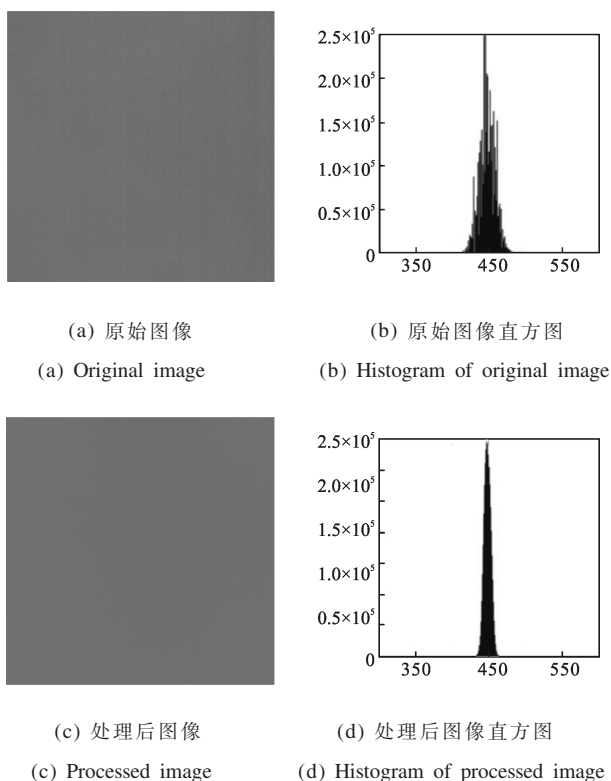 2.5×10⁵
2.0×10⁵
1.5×10⁵
1.0×10⁵
0.5×10⁵
0
350 450 550
(a) 原始图像
(b) 原始图像直方图
(a) Original image
(b) Histogram of original image
2.5×10⁵
2.0×10⁵
1.5×10⁵
1.0×10⁵
0.5×10⁵
0
350 450 550
(c) 处理后图像
(d) 处理后图像直方图
(c) Processed image
(d) Histogram of processed image